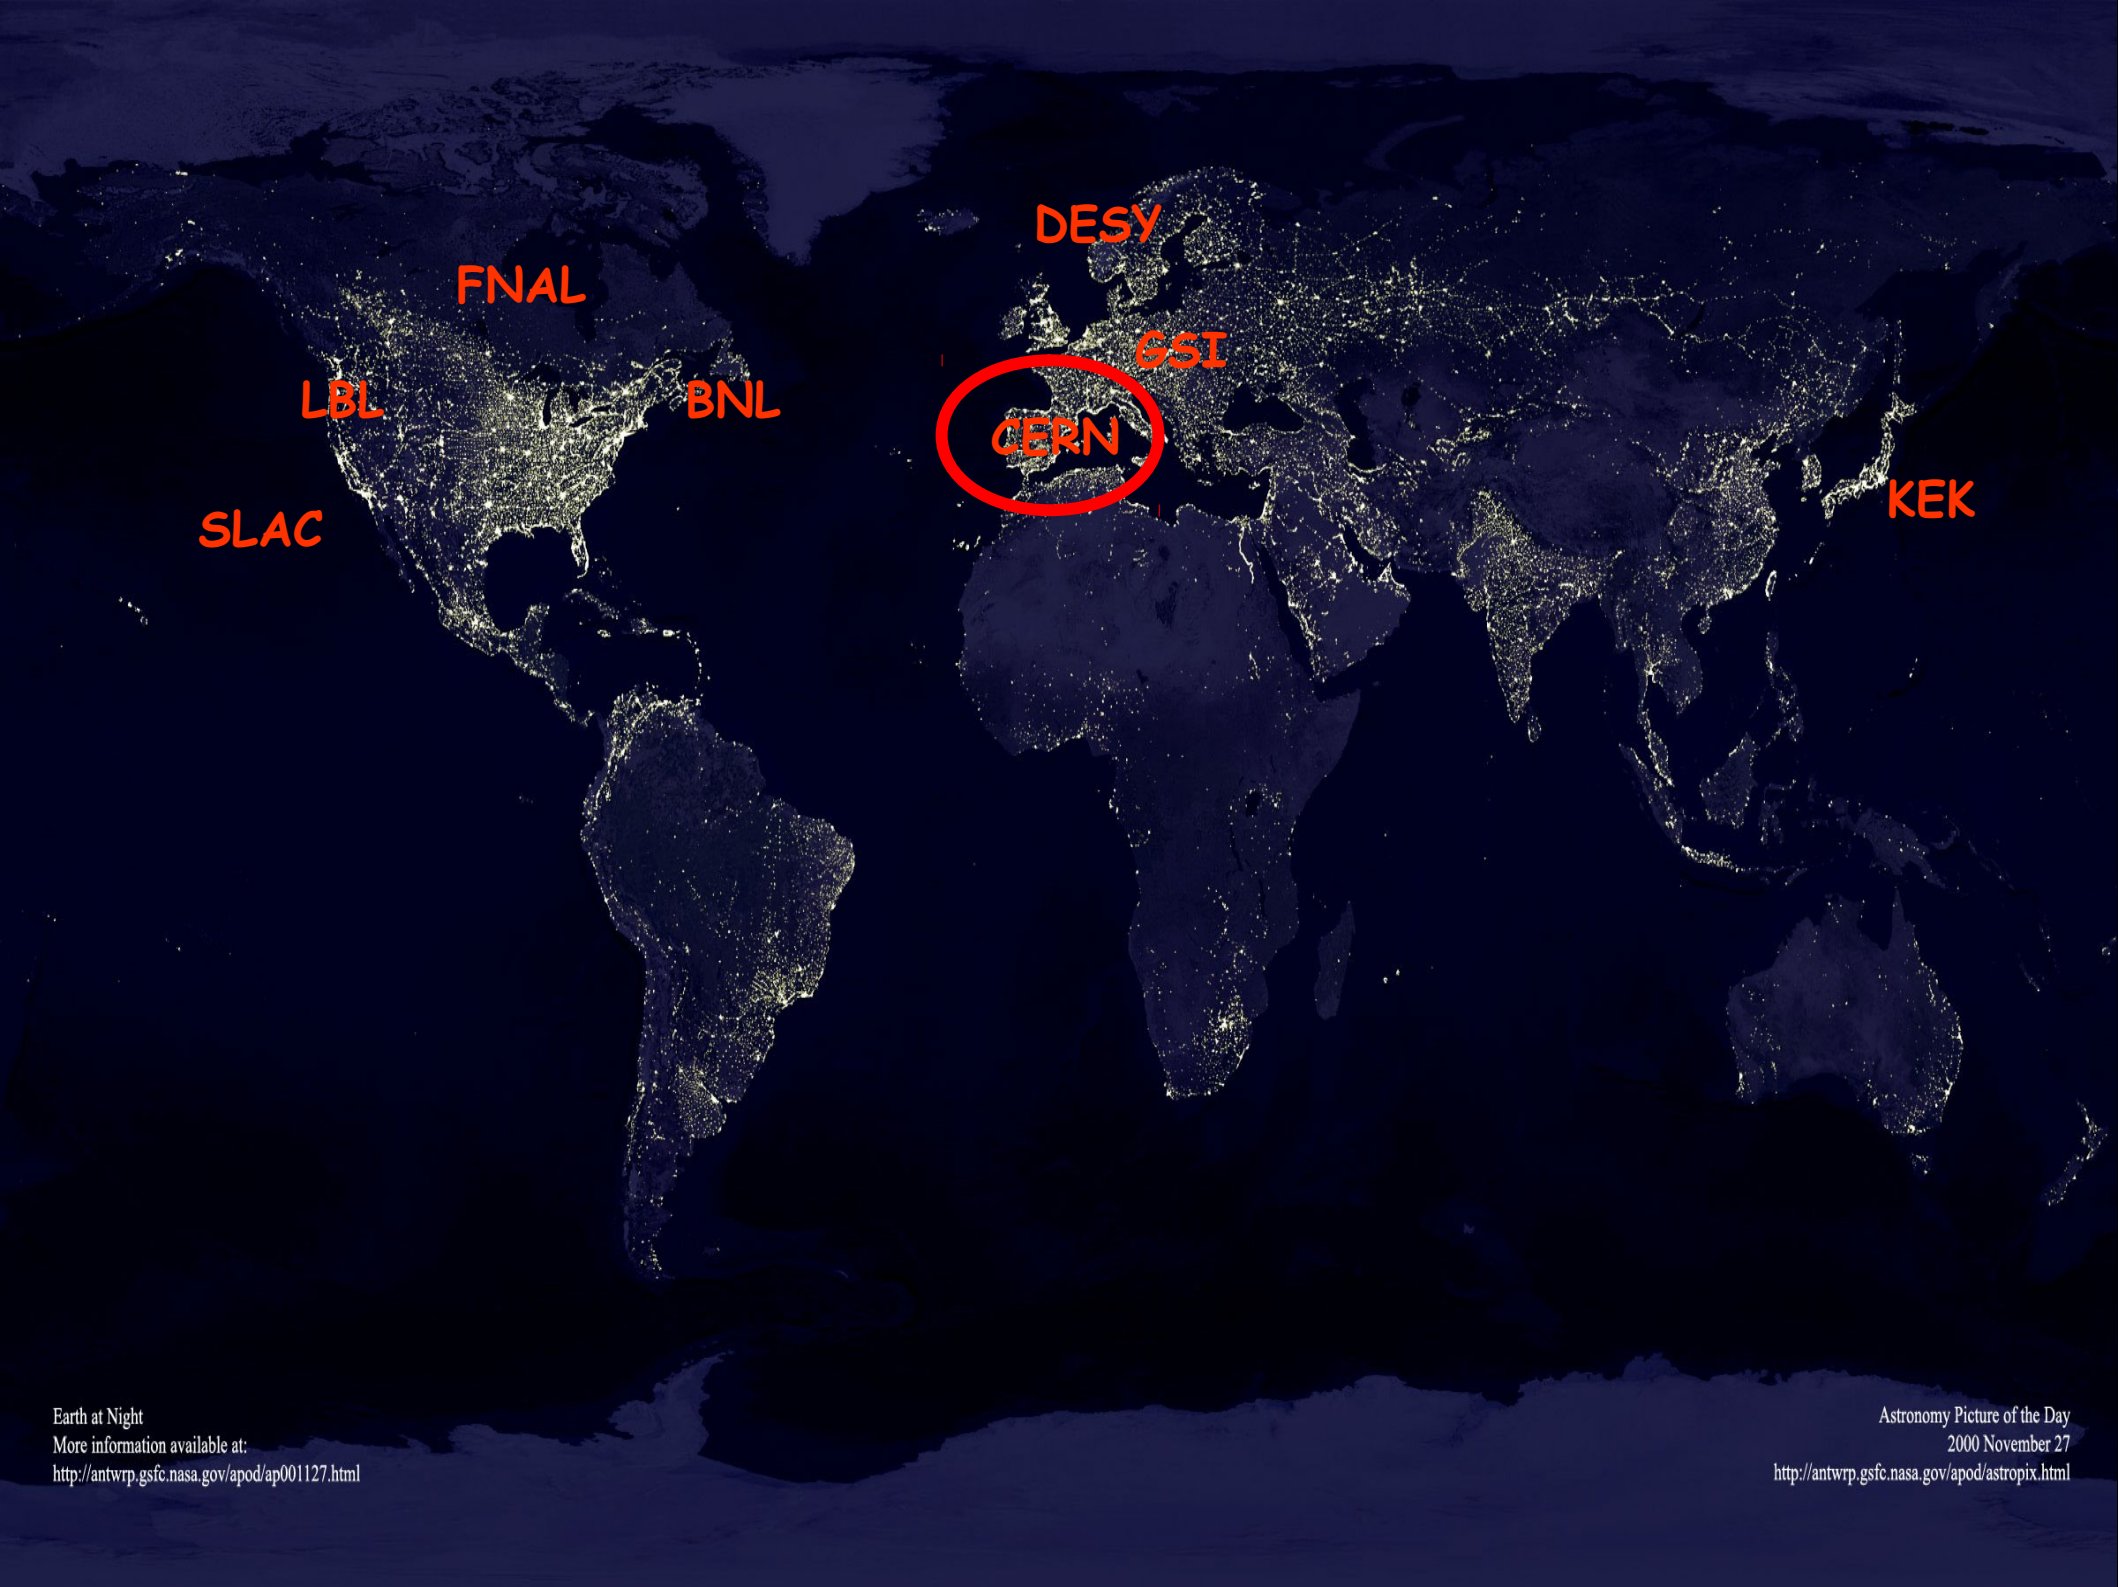 DESY
FNAL
GSI
LBL
BNL
CERN
KEK
SLAC
Earth at Night
More information available at:
http://antwrp.gsfc.nasa.gov/apod/ap001127.html
Astronomy Picture of the Day
2000 November 27
http://antwrp.gsfc.nasa.gov/apod/astropix.html